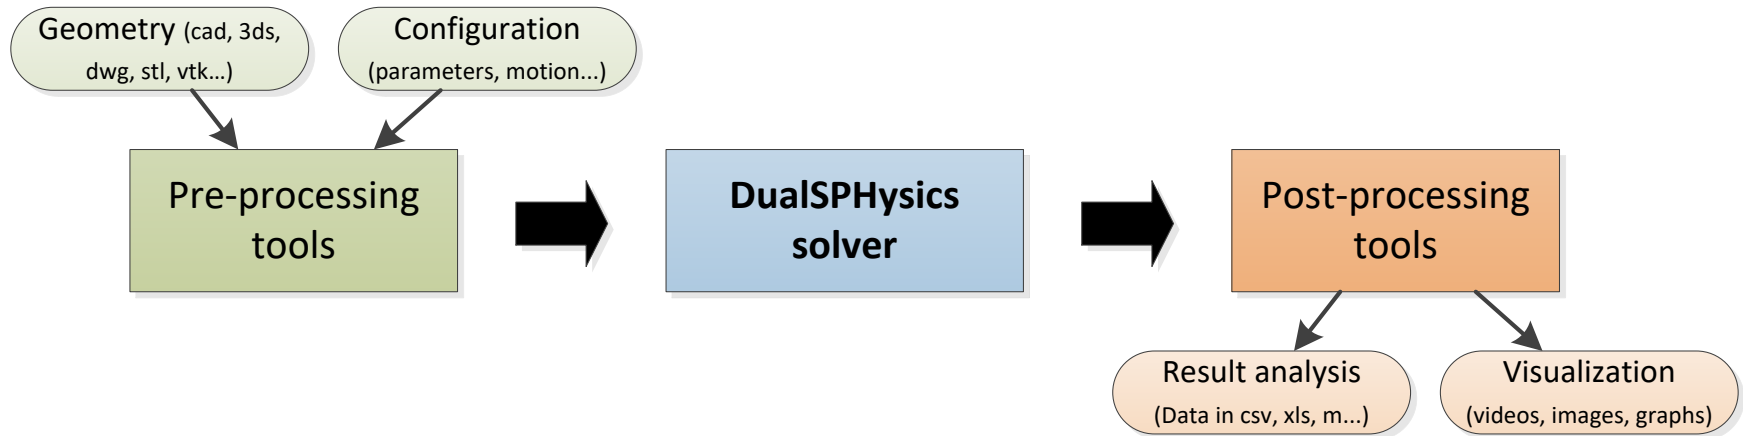 Geometry (cad, 3ds,
dwg, stl, vtk...)
Configuration
(parameters, motion...)
Pre-processing
tools
DualSPHysics
solver
Post-processing
tools
Result analysis
(Data in csv, xls, m...)
Visualization
(videos, images, graphs)